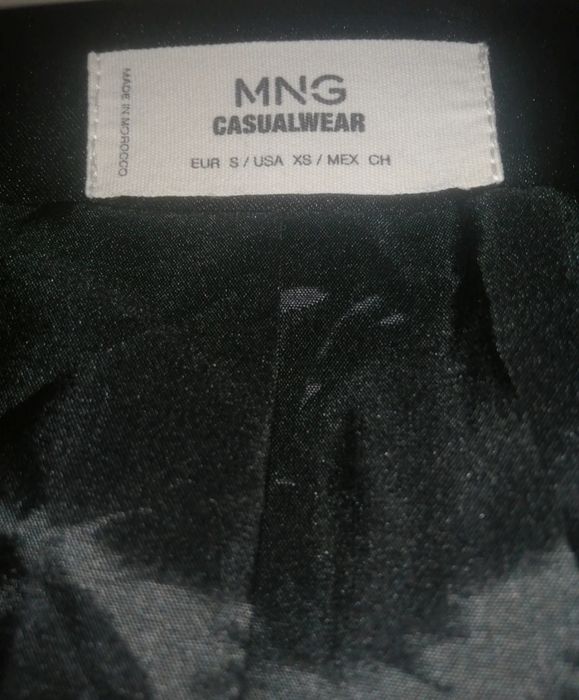 MNG
CASUALWEAR
EUR S / USA XS / MEX CH
MADE IN MOROCCO